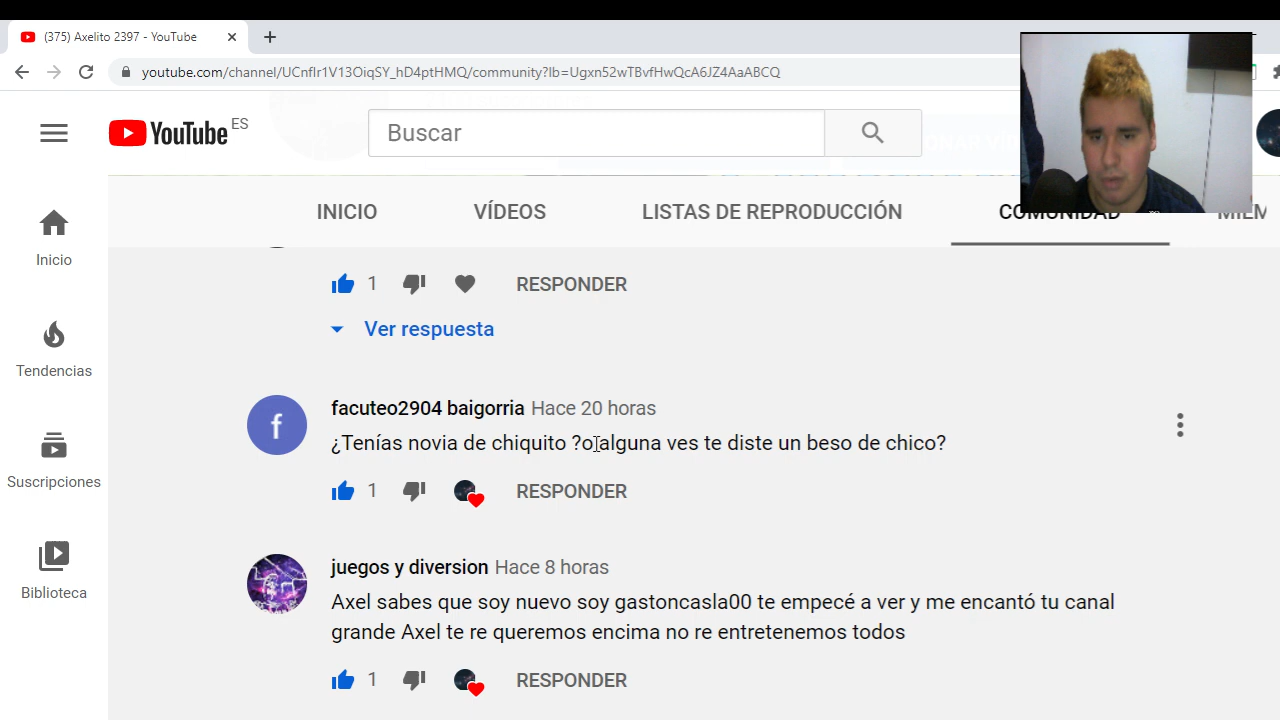 (375) Axelito 2397 - YouTube
youtube.com/channel/UCnfIr1V13OiqSY_hD4ptHMQ/community?lb=Ugxn52wTBvfHwQcA6JZ4AaABCQ
YouTube ES
Buscar
INICIO VÍDEOS LISTAS DE REPRODUCCIÓN COMUNIDAD
Inicio
Tendencias
Suscripciones
Biblioteca
1 RESPONDER
Ver respuesta
f
facuteo2904 baigorria Hace 20 horas
¿Tenías novia de chiquito ?o alguna ves te diste un beso de chico?
1 RESPONDER
juegos y diversion Hace 8 horas
Axel sabes que soy nuevo soy gastoncasla00 te empecé a ver y me encantó tu canal
grande Axel te re queremos encima no re entretenemos todos
1 RESPONDER